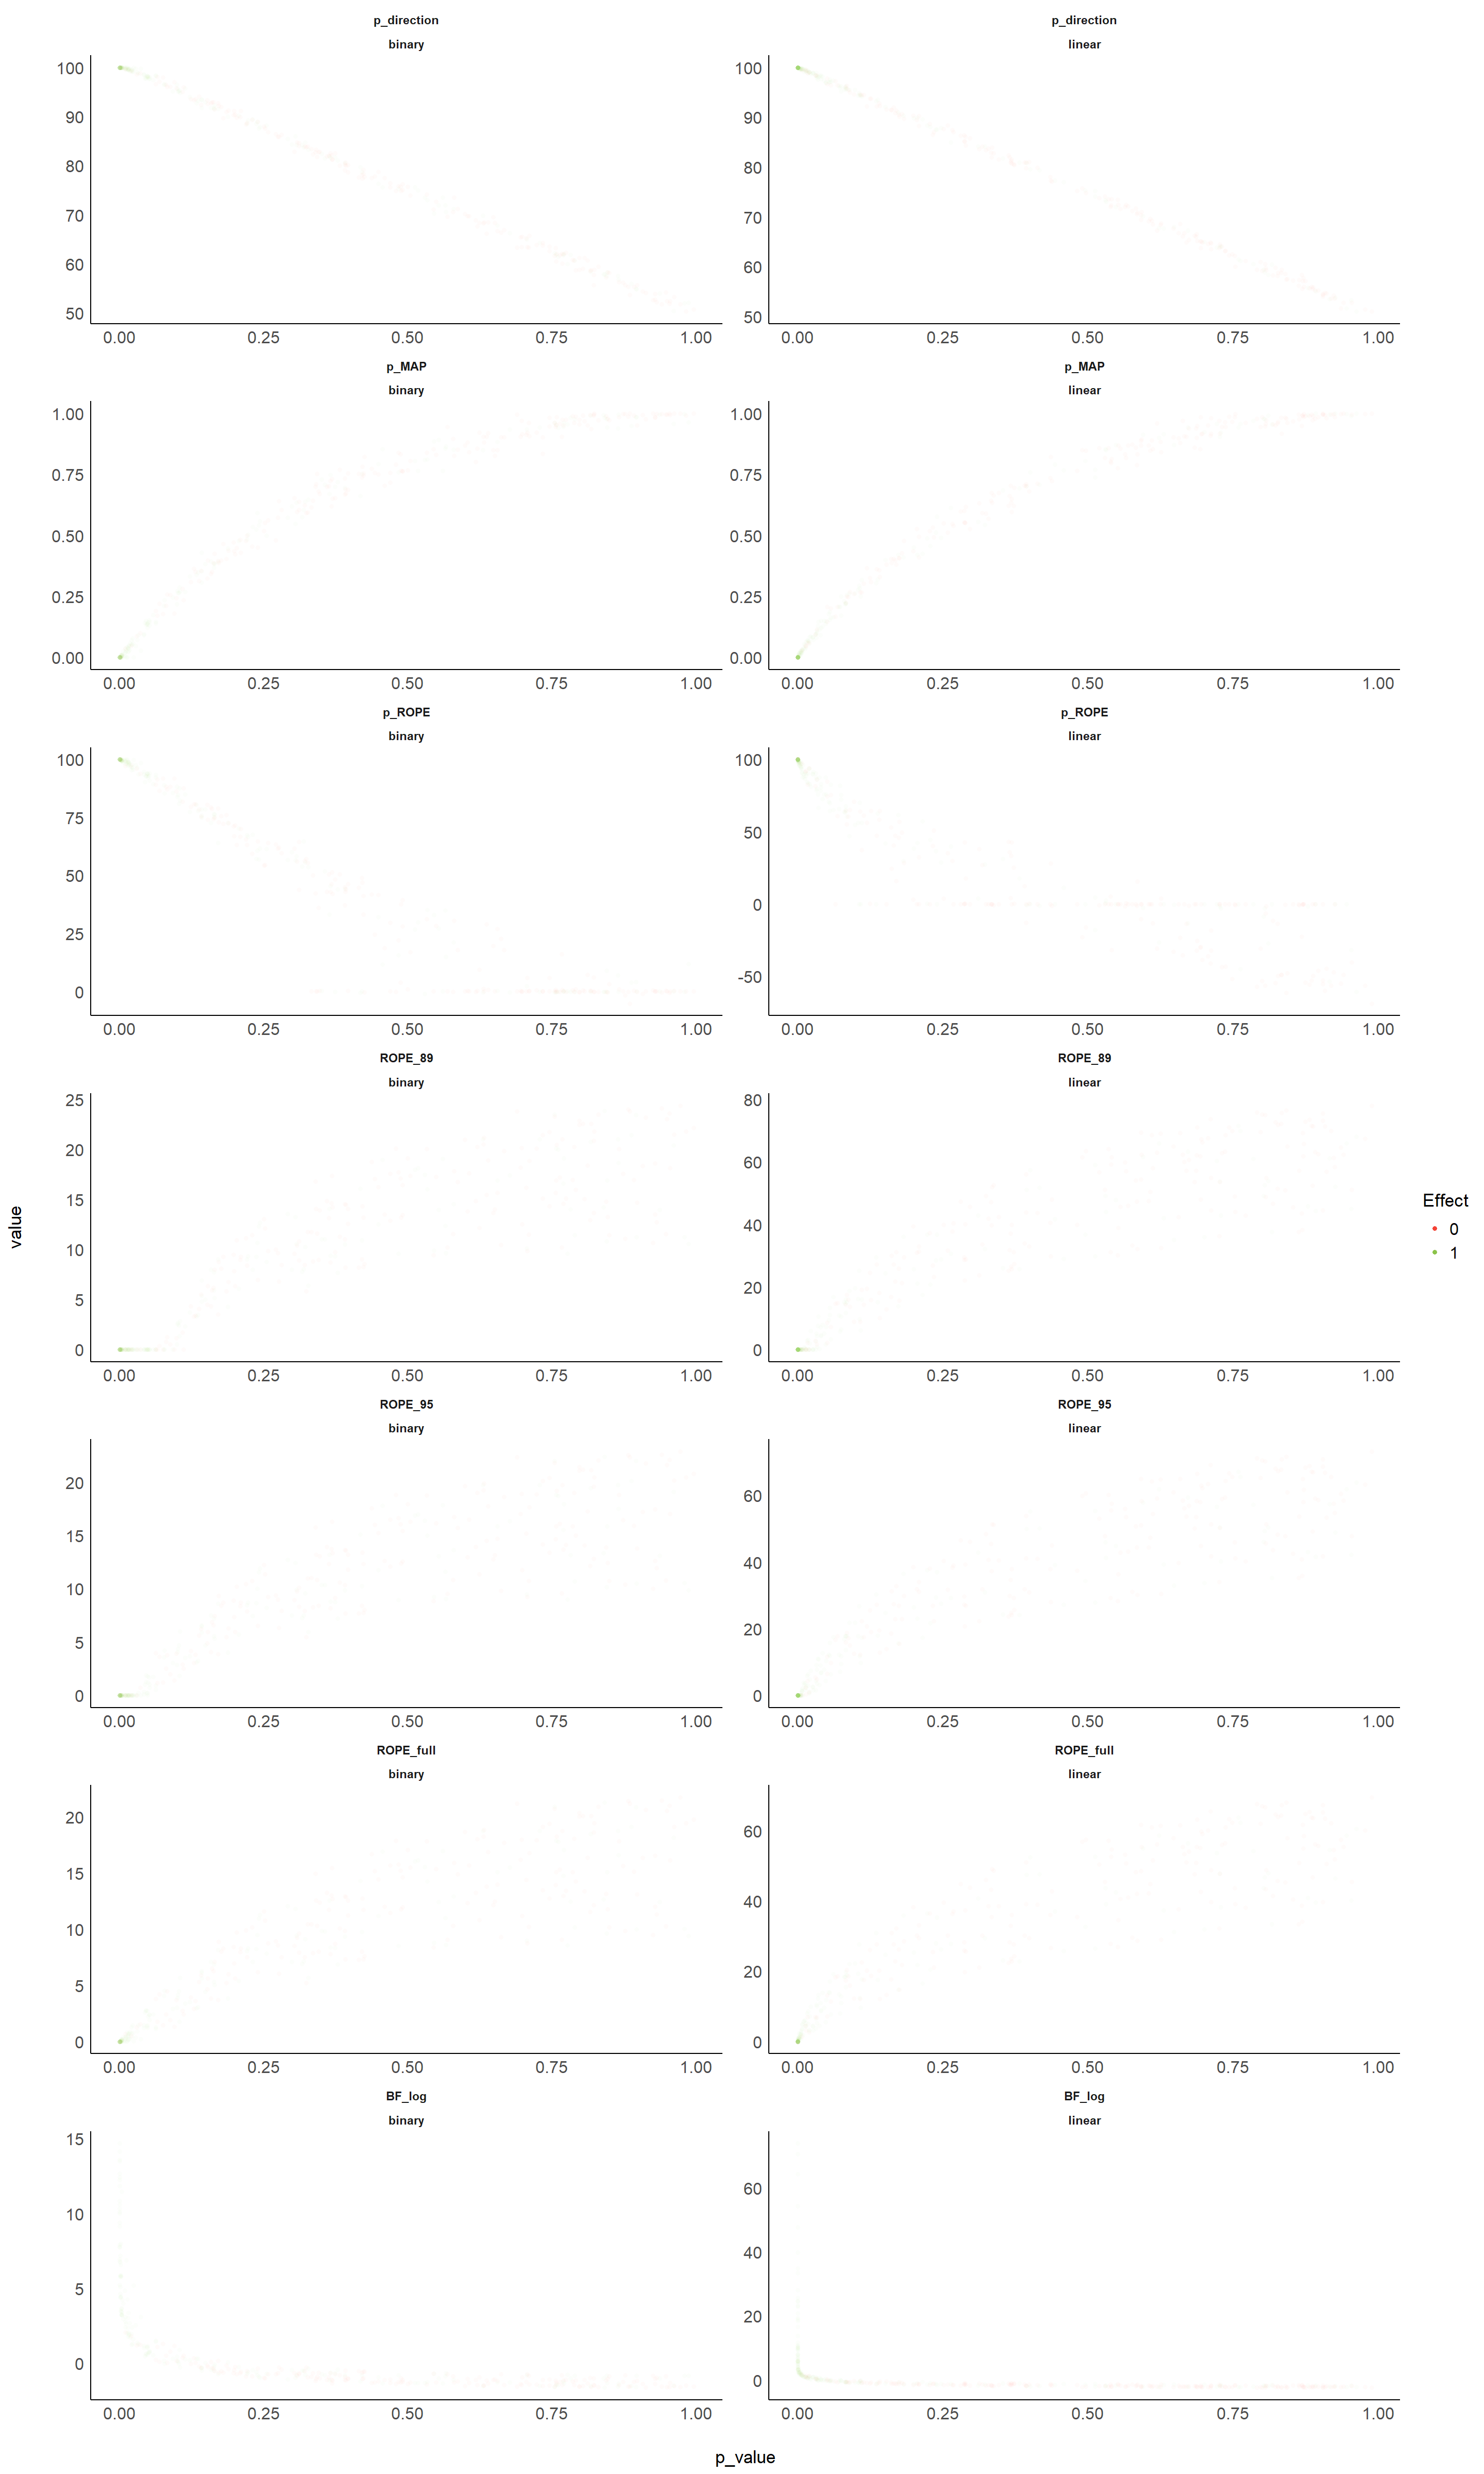 p_direction p_direction
binary linear
100 100
90 90
80 80
70 70
60 60
50 50
0.00 0.25 0.50 0.75 1.00 0.00 0.25 0.50 0.75 1.00
p_MAP p_MAP
binary linear
1.00 1.00
0.75 0.75
0.50 0.50
0.25 0.25
0.00 0.00
0.00 0.25 0.50 0.75 1.00 0.00 0.25 0.50 0.75 1.00
p_ROPE p_ROPE
binary linear
100 100
75 50
50 0
25 -50
0
0.00 0.25 0.50 0.75 1.00 0.00 0.25 0.50 0.75 1.00
ROPE_89 ROPE_89
binary linear
25 80
20 60
15 40
10 20
5 0
0
0.00 0.25 0.50 0.75 1.00 0.00 0.25 0.50 0.75 1.00
value
Effect
0
1
ROPE_95 ROPE_95
binary linear
20 60
15 40
10 20
5 0
0
0.00 0.25 0.50 0.75 1.00 0.00 0.25 0.50 0.75 1.00
ROPE_full ROPE_full
binary linear
20 60
15 40
10 20
5 0
0
0.00 0.25 0.50 0.75 1.00 0.00 0.25 0.50 0.75 1.00
BF_log BF_log
binary linear
15 60
10 40
5 20
0 0
0.00 0.25 0.50 0.75 1.00 0.00 0.25 0.50 0.75 1.00
p_value